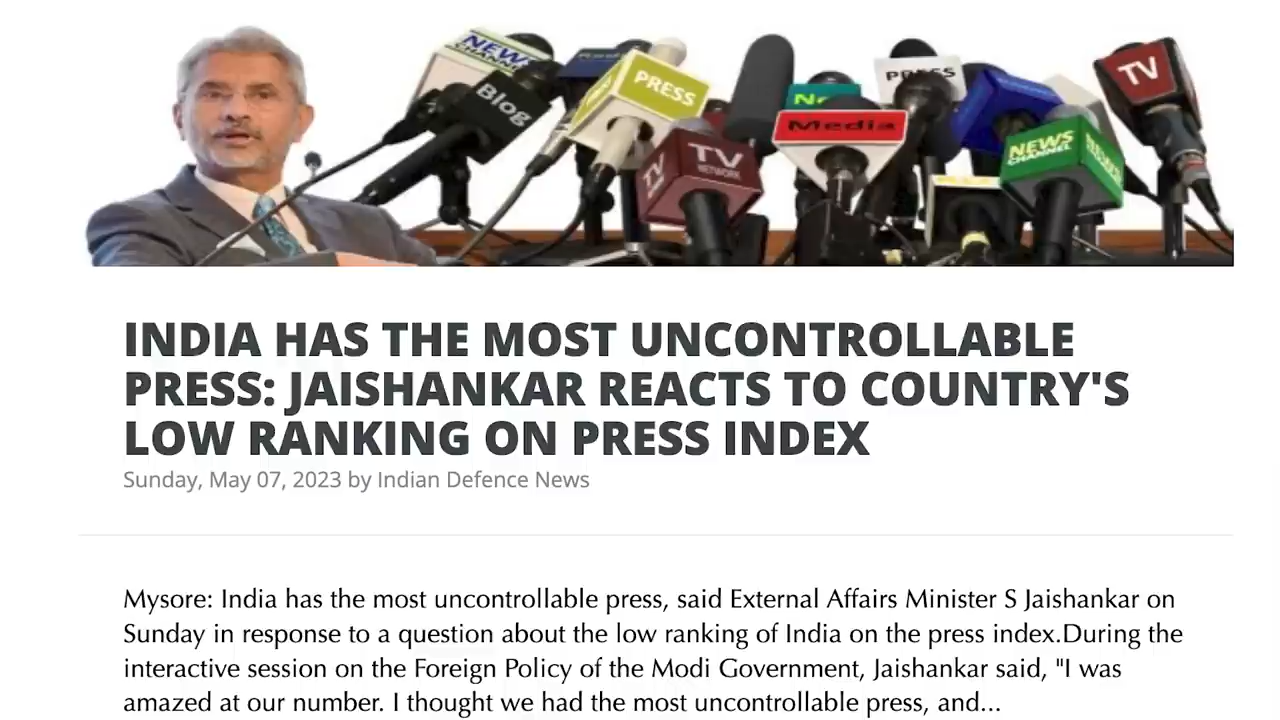 NEWS
CHANNEL
Blog
Radio
PRESS
TV
TV
NETWORK
Media
PRESS
NEWS
CHANNEL
TV
INDIA HAS THE MOST UNCONTROLLABLE
PRESS: JAISHANKAR REACTS TO COUNTRY'S
LOW RANKING ON PRESS INDEX
Sunday, May 07, 2023 by Indian Defence News
Mysore: India has the most uncontrollable press, said External Affairs Minister S Jaishankar on
Sunday in response to a question about the low ranking of India on the press index.During the
interactive session on the Foreign Policy of the Modi Government, Jaishankar said, "I was
amazed at our number. I thought we had the most uncontrollable press, and...